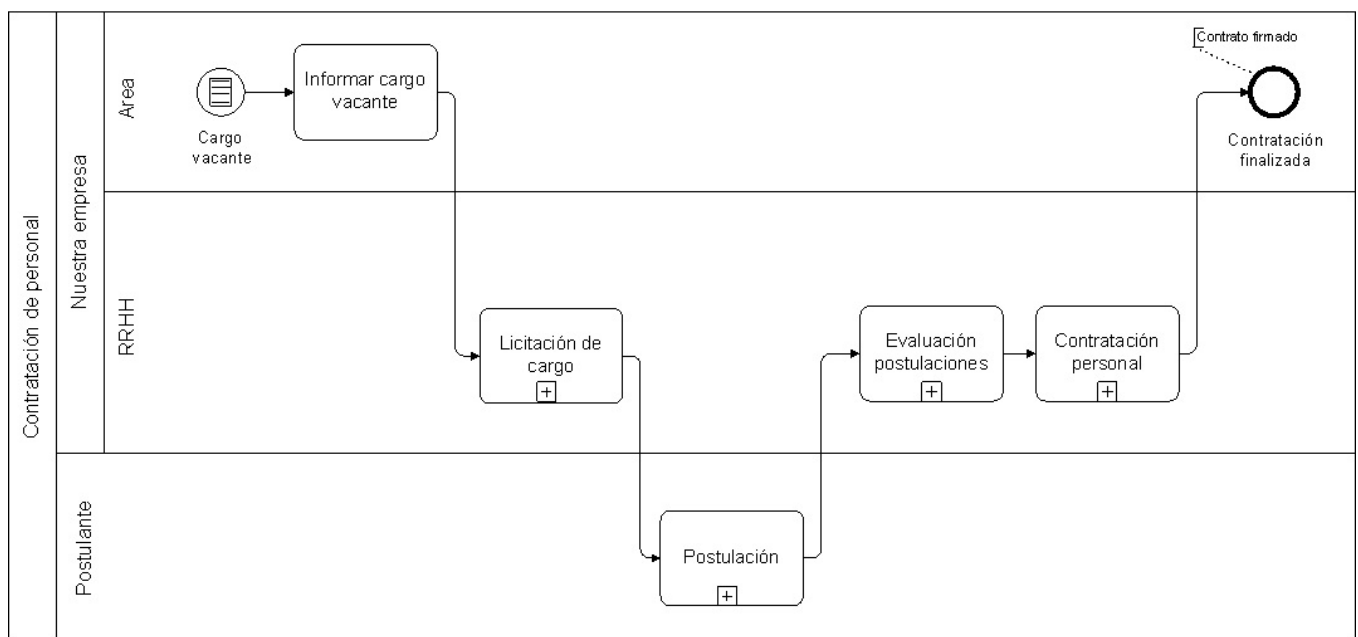 Contratación de personal
Nuestra empresa
Area
Cargo
vacante
Informar cargo
vacante
Contrato firmado
Contratación
finalizada
RRHH
Licitación de
cargo
Evaluación
postulaciones
Contratación
personal
Postulante
Postulación